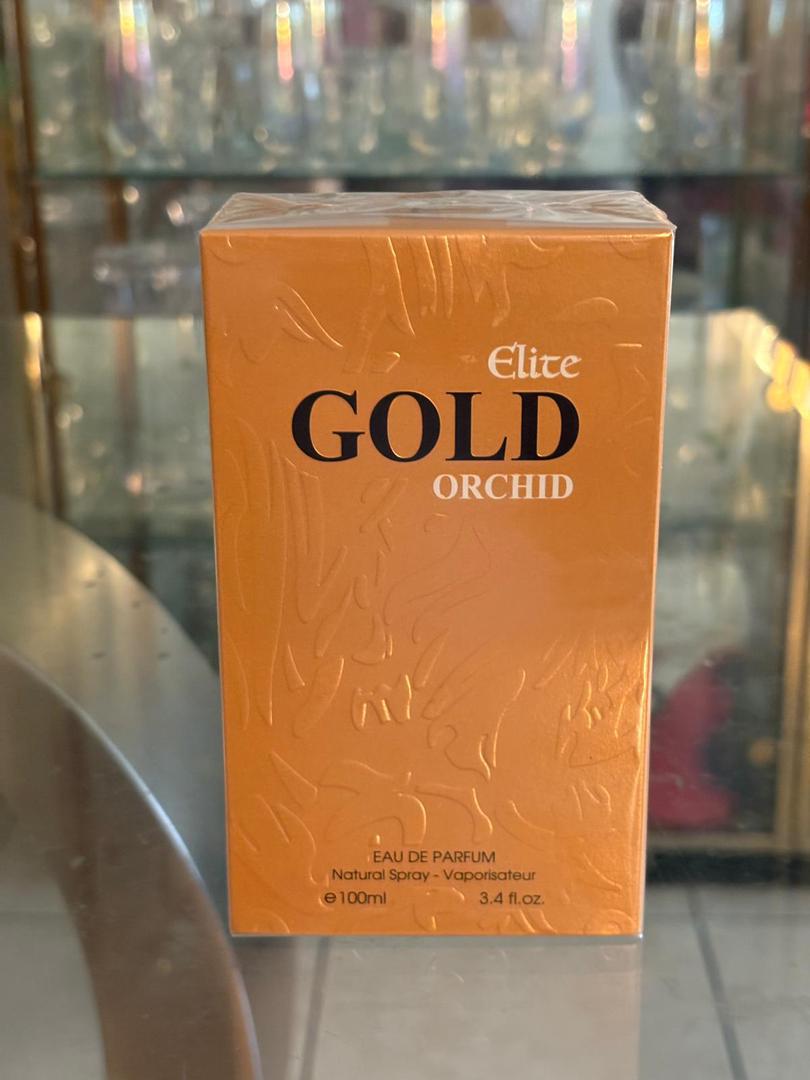 Elite
GOLD
ORCHID
EAU DE PARFUM
Natural Spray - Vaporisateur
℮100ml 3.4 fl.oz.